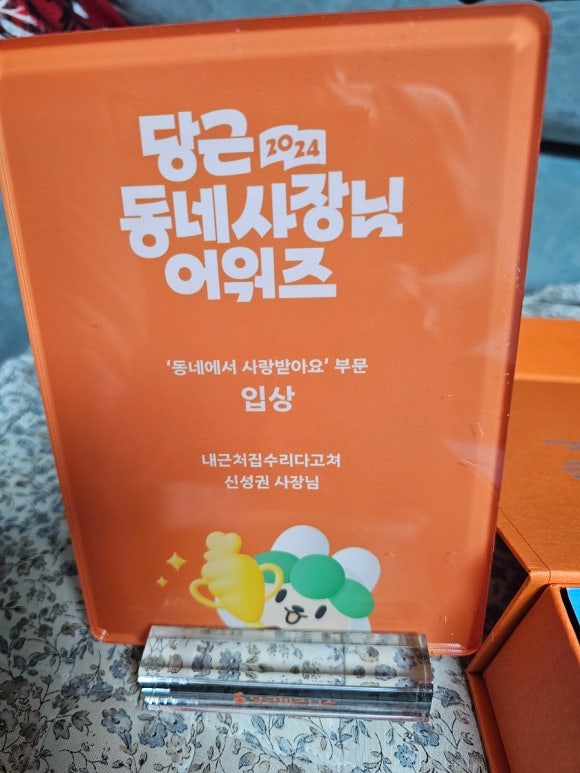 당근 2024
동네사장님
어워즈
'동네에서 사랑받아요' 부문
입상
내근처집수리다고쳐
신성권 사장님